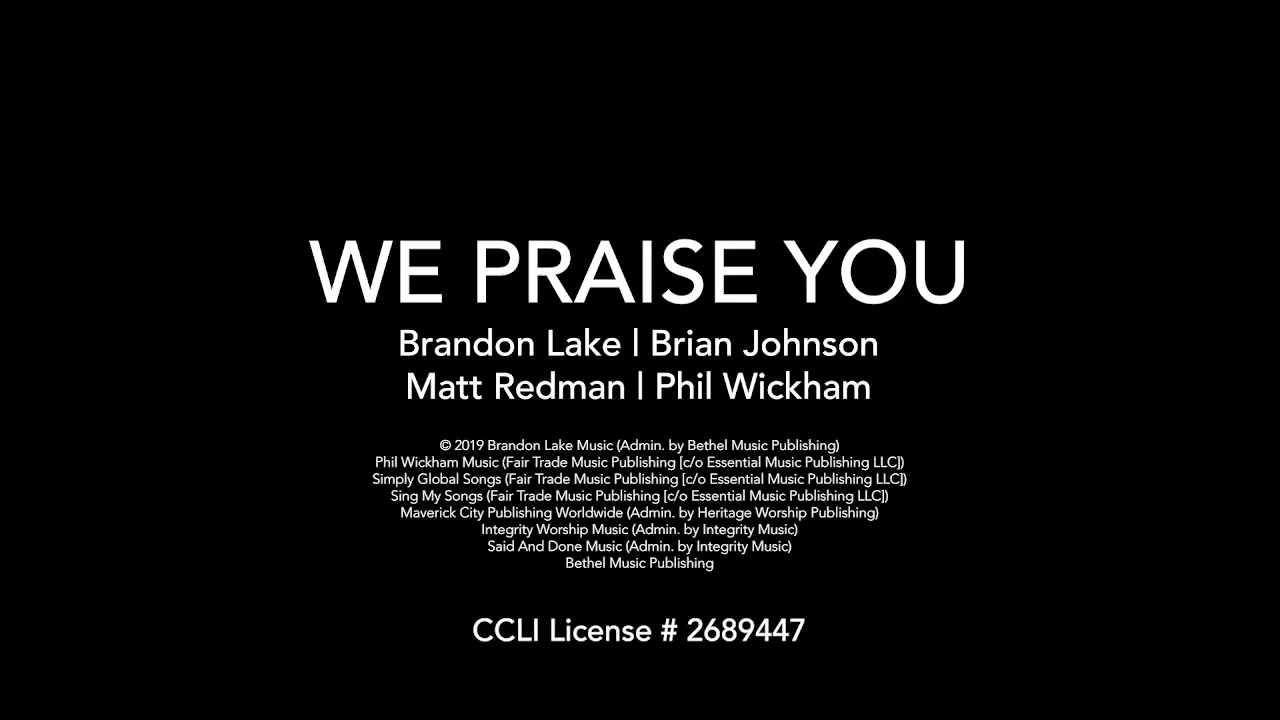 WE PRAISE YOU
Brandon Lake | Brian Johnson
Matt Redman | Phil Wickham
© 2019 Brandon Lake Music (Admin. by Bethel Music Publishing)
Phil Wickham Music (Fair Trade Music Publishing [c/o Essential Music Publishing LLC])
Simply Global Songs (Fair Trade Music Publishing [c/o Essential Music Publishing LLC])
Sing My Songs (Fair Trade Music Publishing [c/o Essential Music Publishing LLC])
Maverick City Publishing Worldwide (Admin. by Heritage Worship Publishing)
Integrity Worship Music (Admin. by Integrity Music)
Said And Done Music (Admin. by Integrity Music)
Bethel Music Publishing
CCLI License # 2689447